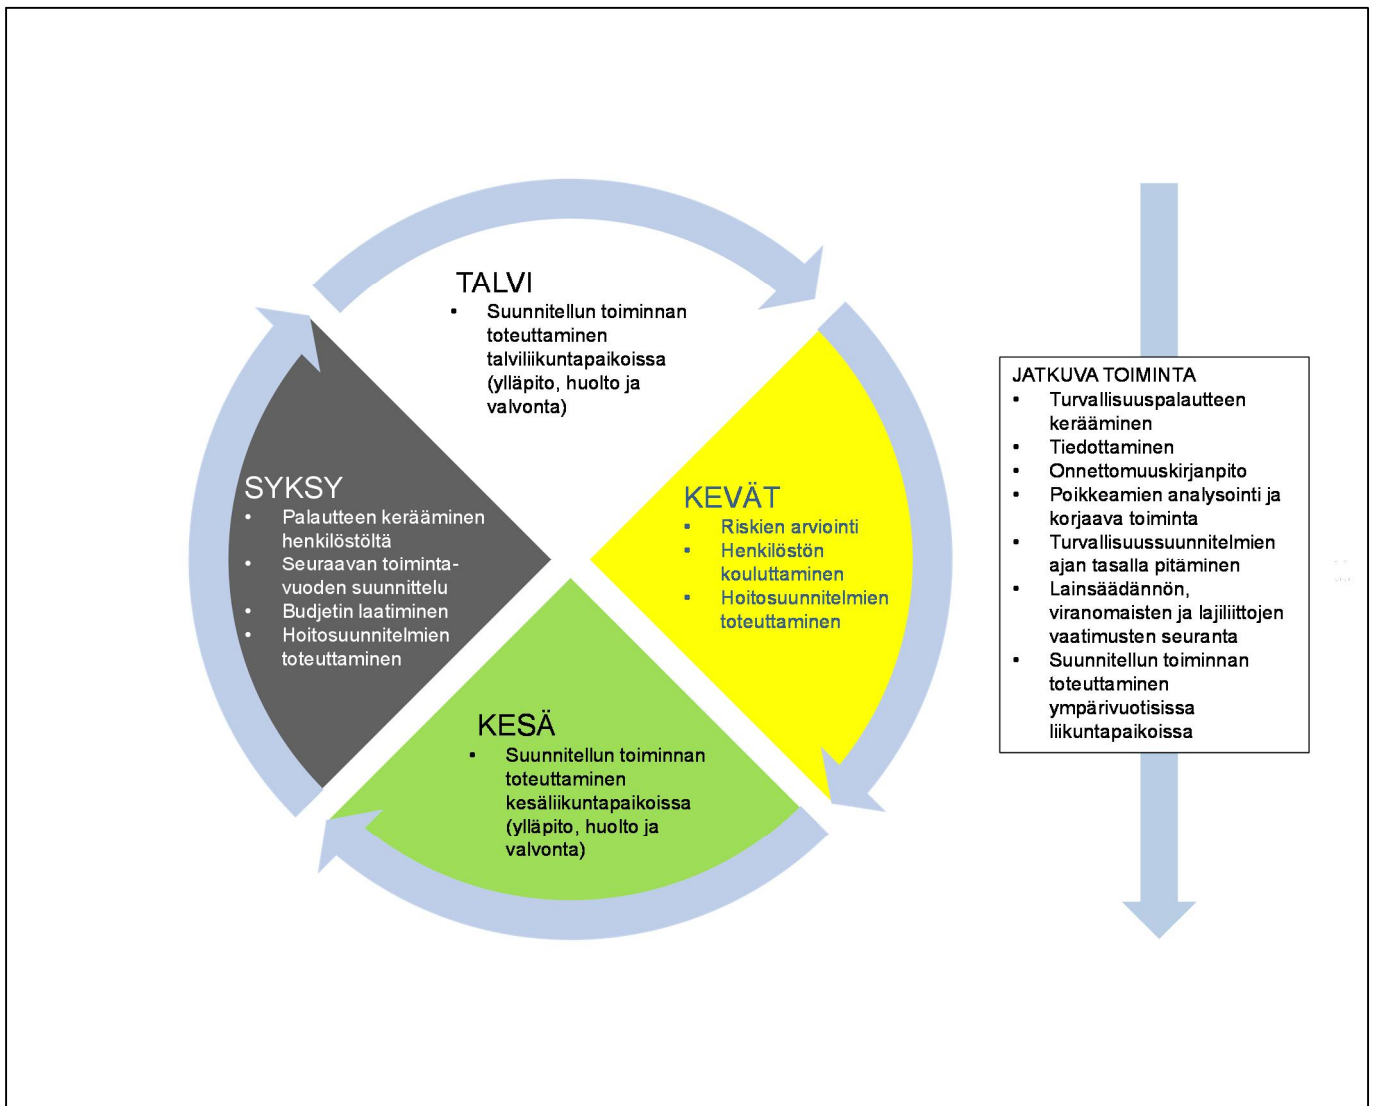 TALVI
▪ Suunnitellun toiminnan
toteuttaminen
talviliikuntapaikoissa
(ylläpito, huolto ja
valvonta)
KEVÄT
▪ Riskien arviointi
▪ Henkilöstön
kouluttaminen
▪ Hoitosuunnitelmien
toteuttaminen
KESÄ
▪ Suunnitellun toiminnan
toteuttaminen
kesäliikuntapaikoissa
(ylläpito, huolto ja
valvonta)
SYKSY
• Palautteen kerääminen
henkilöstöltä
• Seuraavan toiminta-
vuoden suunnittelu
• Budjetin laatiminen
• Hoitosuunnitelmien
toteuttaminen
JATKUVA TOIMINTA
▪ Turvallisuuspalautteen
kerääminen
▪ Tiedottaminen
▪ Onnettomuuskirjanpito
▪ Poikkeamien analysointi ja
korjaava toiminta
▪ Turvallisuussuunnitelmien
ajan tasalla pitäminen
▪ Lainsäädännön,
viranomaisten ja lajiliittojen
vaatimusten seuranta
▪ Suunnitellun toiminnan
toteuttaminen
ympärivuotisissa
liikuntapaikoissa